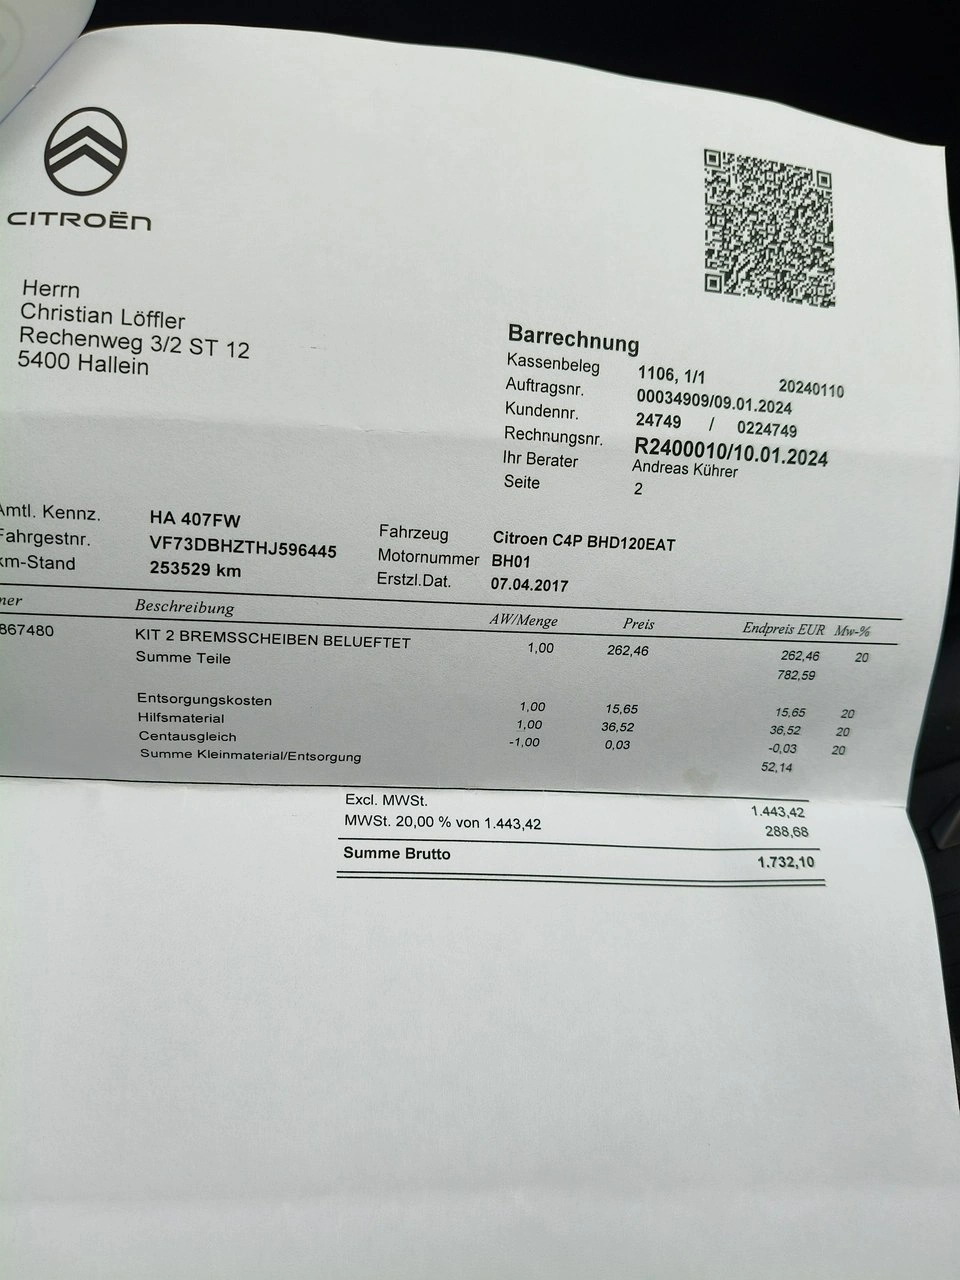 CITROËN
Herrn
Christian Löffler
Rechenweg 3/2 ST 12
5400 Hallein
Barrechnung
Kassenbeleg 1106, 1/1 20240110
Auftragsnr. 00034909/09.01.2024
Kundennr. 24749 / 0224749
Rechnungsnr. R2400010/10.01.2024
Ihr Berater Andreas Kührer
Seite 2
Amtl. Kennz. HA 407FW Fahrzeug Citroen C4P BHD120EAT
Fahrgestnr. VF73DBHZTHJ596445 Motornummer BH01
km-Stand 253529 km Erstzl.Dat. 07.04.2017
mer Beschreibung AW/Menge Preis Endpreis EUR Mw-%
867480 KIT 2 BREMSSCHEIBEN BELUEFTET 1,00 262,46 262,46 20
Summe Teile 782,59
Entsorgungskosten 1,00 15,65 15,65 20
Hilfsmaterial 1,00 36,52 36,52 20
Centausgleich -1,00 0,03 -0,03 20
Summe Kleinmaterial/Entsorgung 52,14
Excl. MWSt. 1.443,42
MWSt. 20,00 % von 1.443,42 288,68
Summe Brutto 1.732,10